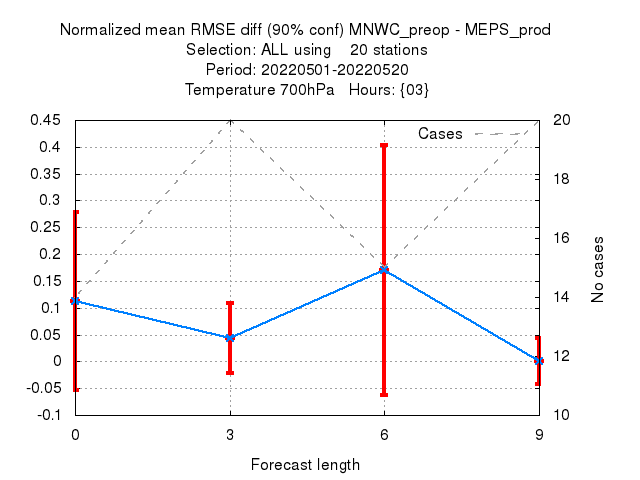 Normalized mean RMSE diff (90% conf) MNWC_preop - MEPS_prod
Selection: ALL using    20 stations
Period: 20220501-20220520
Temperature 700hPa   Hours: {03}
Cases
0.45
0.4
0.35
0.3
0.25
0.2
0.15
0.1
0.05
0
-0.05
-0.1
20
18
16
14
12
10
No cases
0 3 6 9
Forecast length